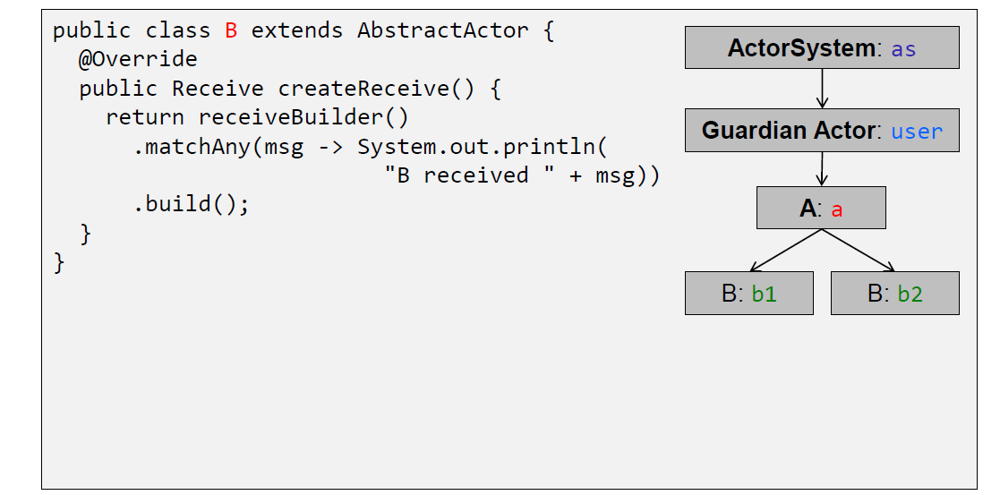 public class B extends AbstractActor {
  @Override
  public Receive createReceive() {
    return receiveBuilder()
      .matchAny(msg -> System.out.println(
                         "B received " + msg))
      .build();
  }
}
ActorSystem: as
Guardian Actor: user
A: a
B: b1
B: b2